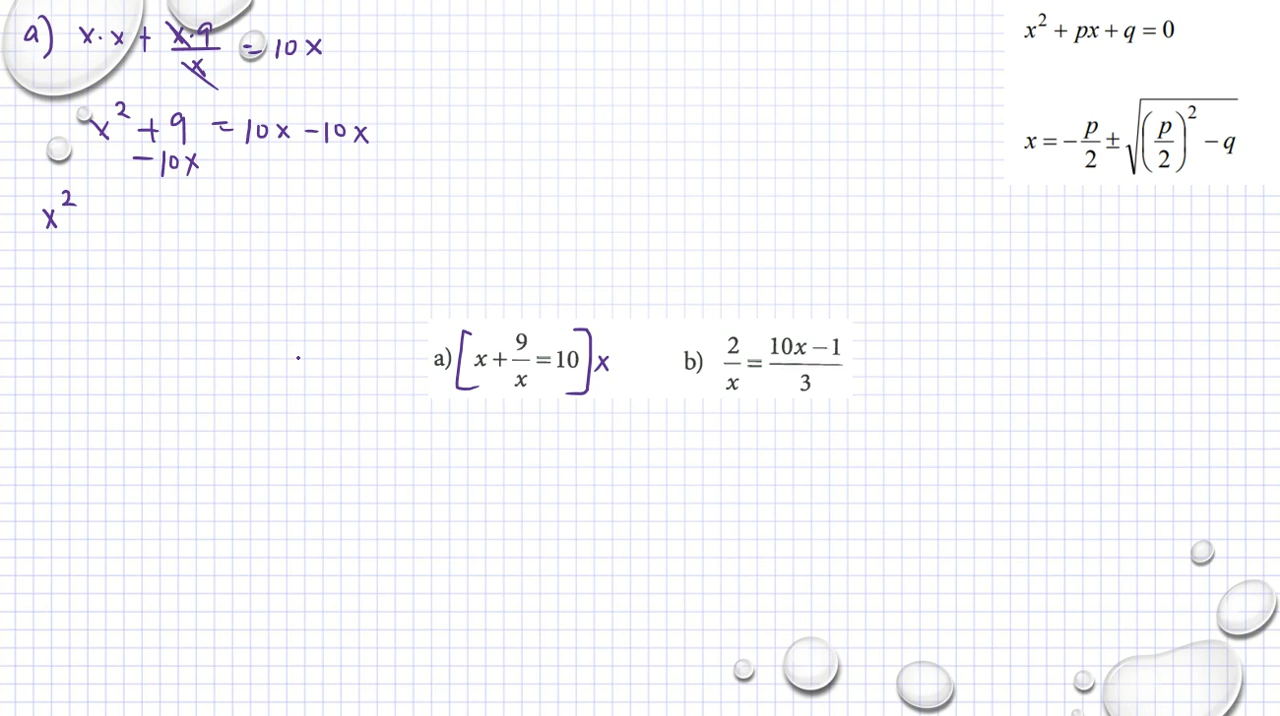 a) x · x + x·9/x = 10x
x² + 9 = 10x - 10x
- 10x
x²
x² + px + q = 0
x = -p/2 ± √((p/2)² - q)
a) [x + 9/x = 10] x
b) 2/x = 10x - 1/3